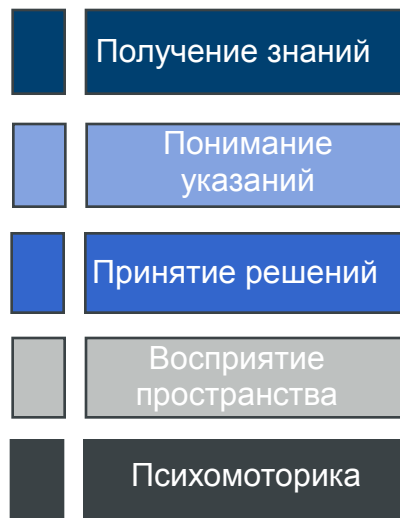 Получение знаний
Понимание
указаний
Принятие решений
Восприятие
пространства
Психомоторика